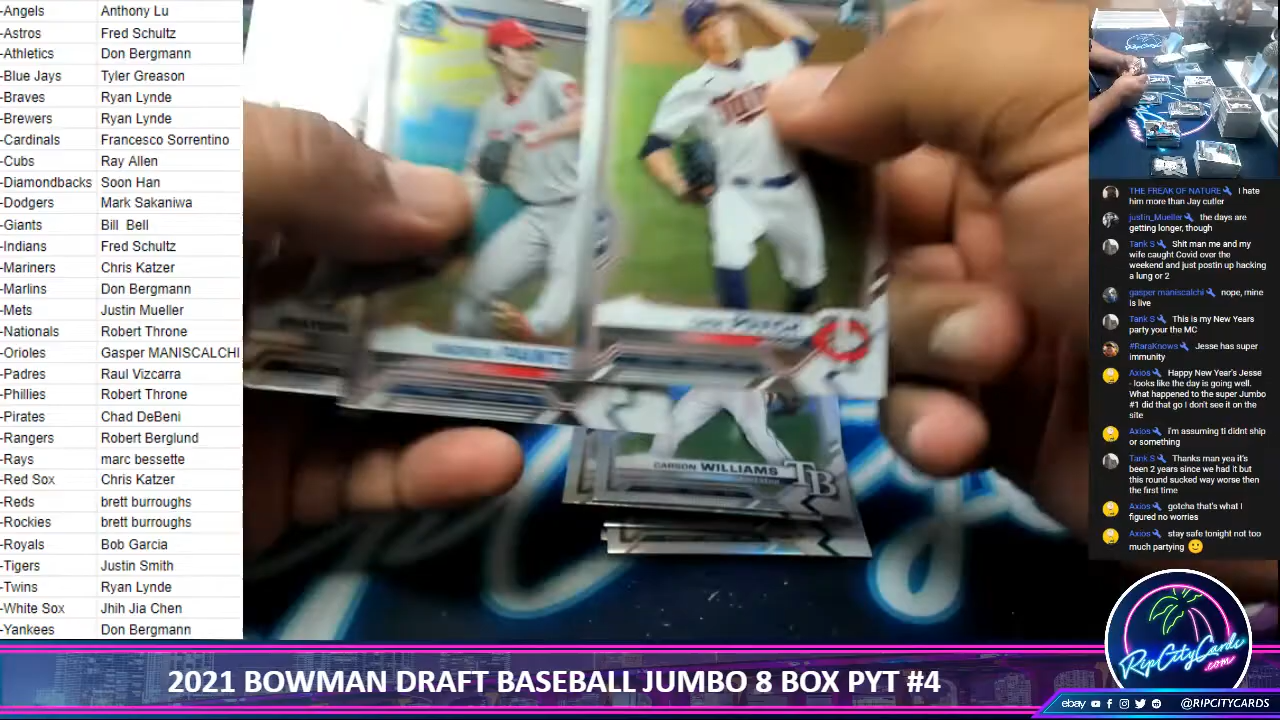 -Angels Anthony Lu
-Astros Fred Schultz
-Athletics Don Bergmann
-Blue Jays Tyler Greason
-Braves Ryan Lynde
-Brewers Ryan Lynde
-Cardinals Francesco Sorrentino
-Cubs Ray Allen
-Diamondbacks Soon Han
-Dodgers Mark Sakaniwa
-Giants Bill Bell
-Indians Fred Schultz
-Mariners Chris Katzer
-Marlins Don Bergmann
-Mets Justin Mueller
-Nationals Robert Throne
-Orioles Gasper MANISCALCHI
-Padres Raul Vizcarra
-Phillies Robert Throne
-Pirates Chad DeBeni
-Rangers Robert Berglund
-Rays marc bessette
-Red Sox Chris Katzer
-Reds brett burroughs
-Rockies brett burroughs
-Royals Bob Garcia
-Tigers Justin Smith
-Twins Ryan Lynde
-White Sox Jhih Jia Chen
-Yankees Don Bergmann
CARSON WILLIAMS
TB
THE FREAK OF NATURE I hate
him more than Jay cutler
justin_Mueller the days are
getting longer, though
Tank S Shit man me and my
wife caught Covid over the
weekend and just postin up hacking
a lung or 2
gasper maniscalchi nope, mine
is live
Tank S This is my New Years
party your the MC
#RaraKnows Jesse has super
immunity
Axios Happy New Year's Jesse
- looks like the day is going well.
What happened to the super Jumbo
#1 did that go I don't see it on the
site
Axios i'm assuming ti didnt ship
or something
Tank S Thanks man yea it's
been 2 years since we had it but
this round sucked way worse then
the first time
Axios gotcha that's what I
figured no worries
Axios stay safe tonight not too
much partying
RipCityCards
.com
2021 BOWMAN DRAFT BASEBALL JUMBO 8 BOX PYT #4
ebay @RIPCITYCARDS